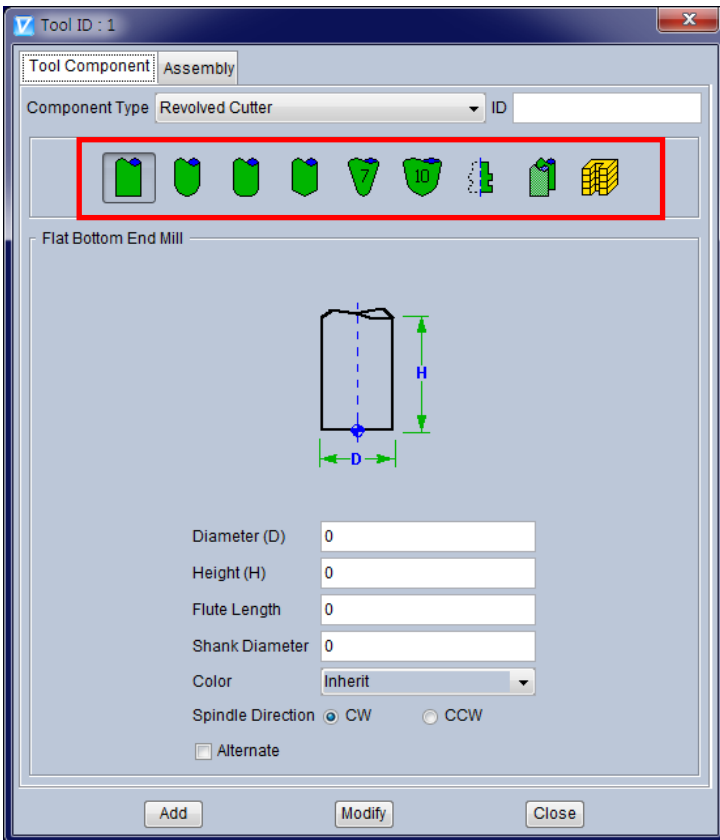 Tool ID : 1
Tool Component Assembly
Component Type Revolved Cutter ID
7 10
Flat Bottom End Mill
H
D
Diameter (D) 0
Height (H) 0
Flute Length 0
Shank Diameter 0
Color Inherit
Spindle Direction CW CCW
Alternate
Add Modify Close